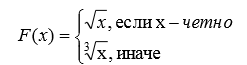 F(x) = { √x, если x – четно
∛x, иначе